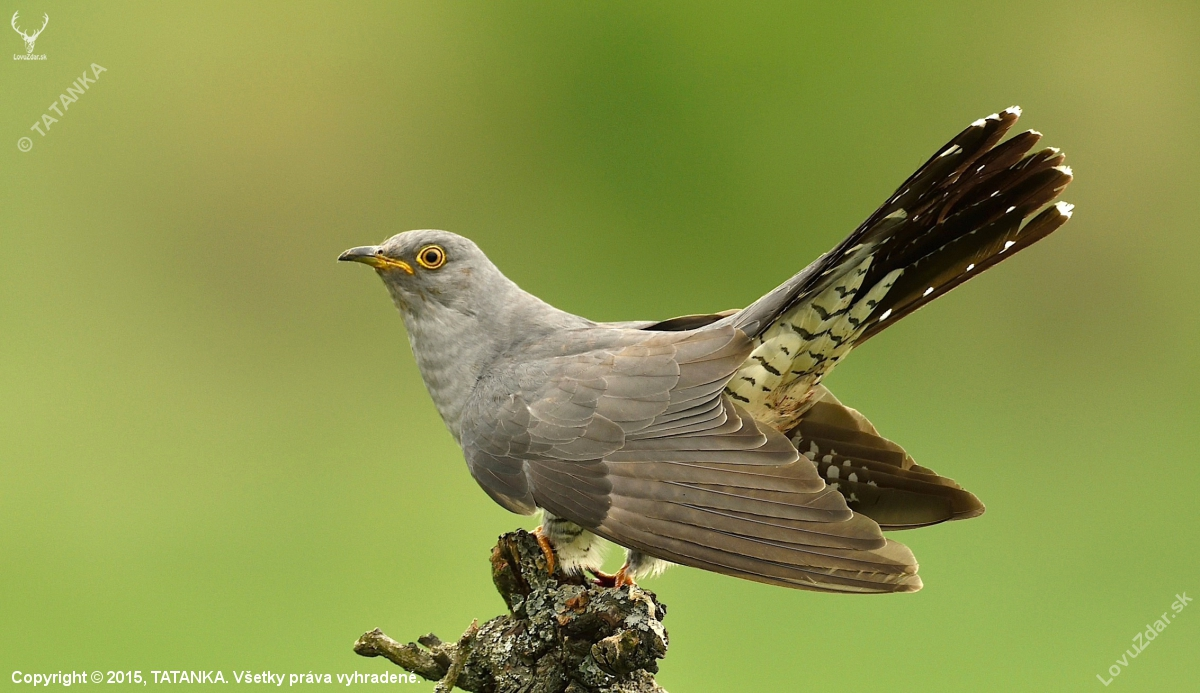 LovuZdar.sk
© TATANKA
LovuZdar.sk
Copyright © 2015, TATANKA. Všetky práva vyhradené.